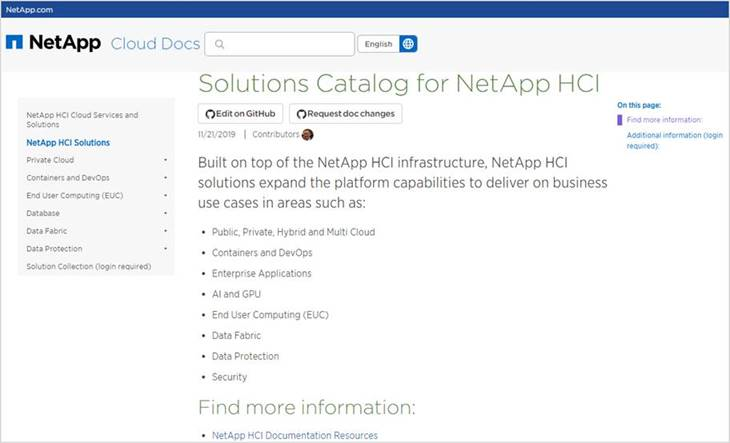 NetApp.com
NetApp Cloud Docs
English
Solutions Catalog for NetApp HCI
Edit on GitHub
Request doc changes
11/21/2019 | Contributors
Built on top of the NetApp HCI infrastructure, NetApp HCI
solutions expand the platform capabilities to deliver on business
use cases in areas such as:
• Public, Private, Hybrid and Multi Cloud
• Containers and DevOps
• Enterprise Applications
• AI and GPU
• End User Computing (EUC)
• Data Fabric
• Data Protection
• Security
Find more information:
• NetApp HCI Documentation Resources
NetApp HCI Cloud Services and
Solutions
NetApp HCI Solutions
Private Cloud
Containers and DevOps
End User Computing (EUC)
Database
Data Fabric
Data Protection
Solution Collection (login required)
On this page:
Find more information:
Additional information (login
required):